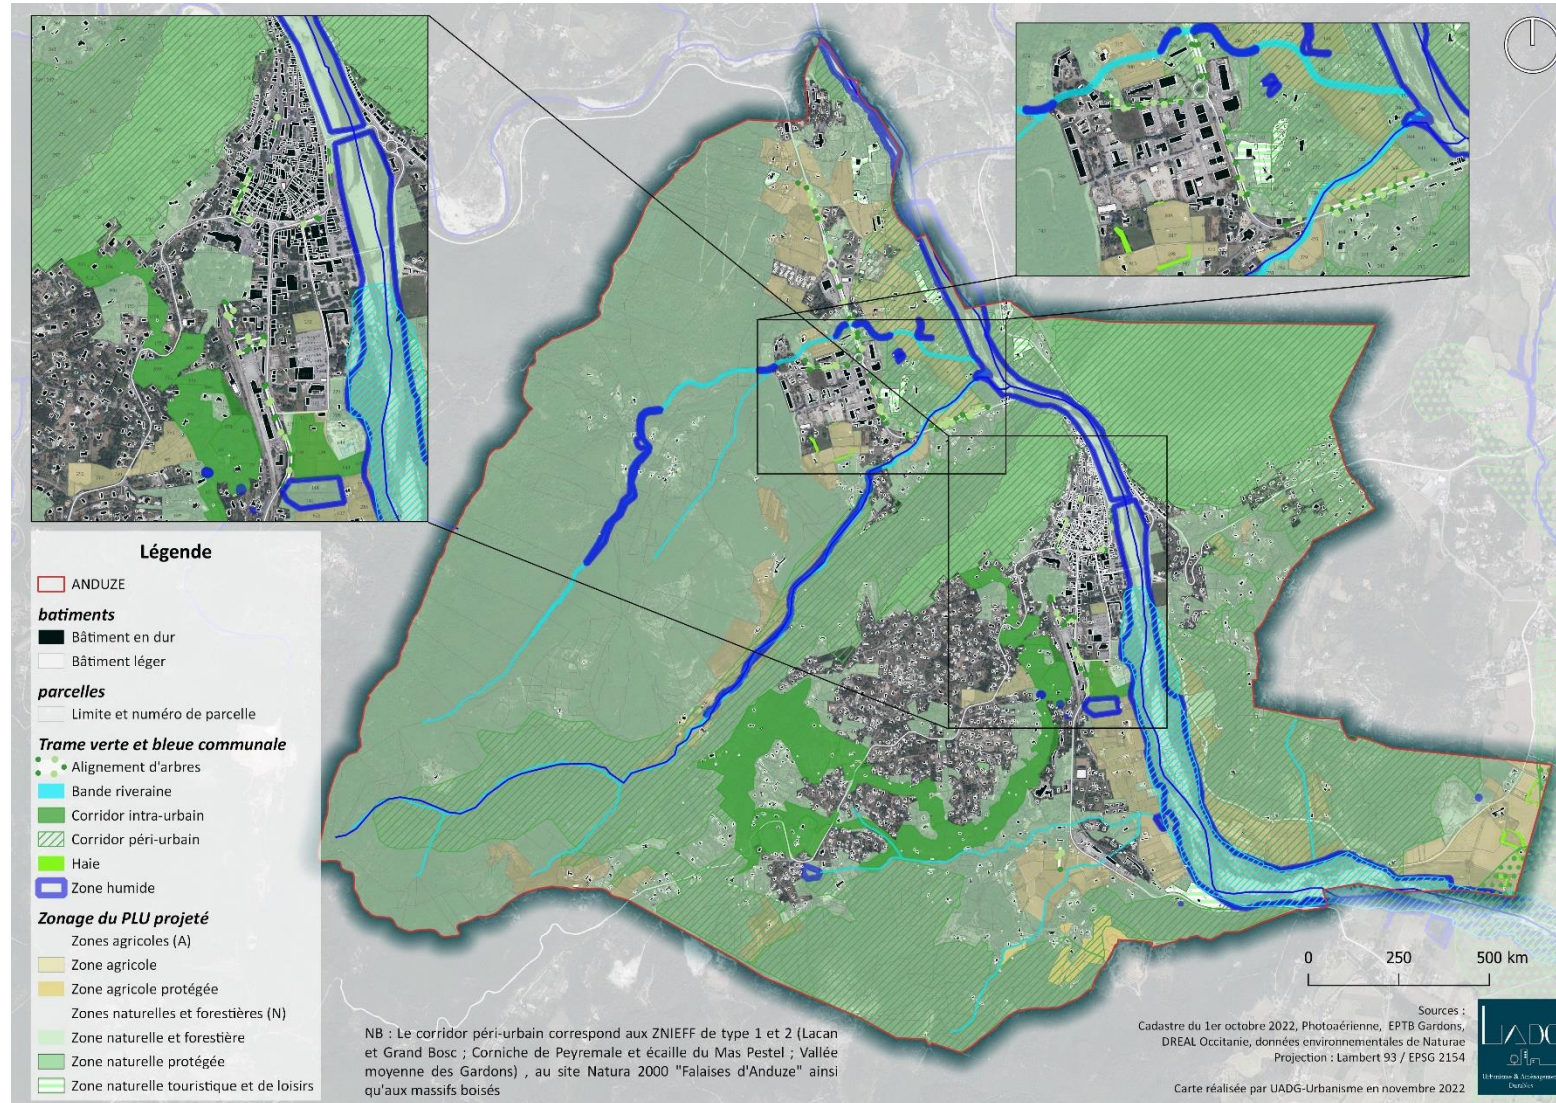 Légende
ANDUZE
batiments
Bâtiment en dur
Bâtiment léger
parcelles
Limite et numéro de parcelle
Trame verte et bleue communale
Alignement d'arbres
Bande riveraine
Corridor intra-urbain
Corridor péri-urbain
Haie
Zone humide
Zonage du PLU projeté
Zones agricoles (A)
Zone agricole
Zone agricole protégée
Zones naturelles et forestières (N)
Zone naturelle et forestière
Zone naturelle protégée
Zone naturelle touristique et de loisirs
NB : Le corridor péri-urbain correspond aux ZNIEFF de type 1 et 2 (Lacan
et Grand Bosc ; Corniche de Peyremale et écaille du Mas Pestel ; Vallée
moyenne des Gardons) , au site Natura 2000 "Falaises d'Anduze" ainsi
qu'aux massifs boisés
0 250 500 km
Sources :
Cadastre du 1er octobre 2022, Photoaérienne, EPTB Gardons,
DREAL Occitanie, données environnementales de Naturae
Projection : Lambert 93 / EPSG 2154
Carte réalisée par UADG-Urbanisme en novembre 2022
UADG
Urbanisme & Aménagement
Durables